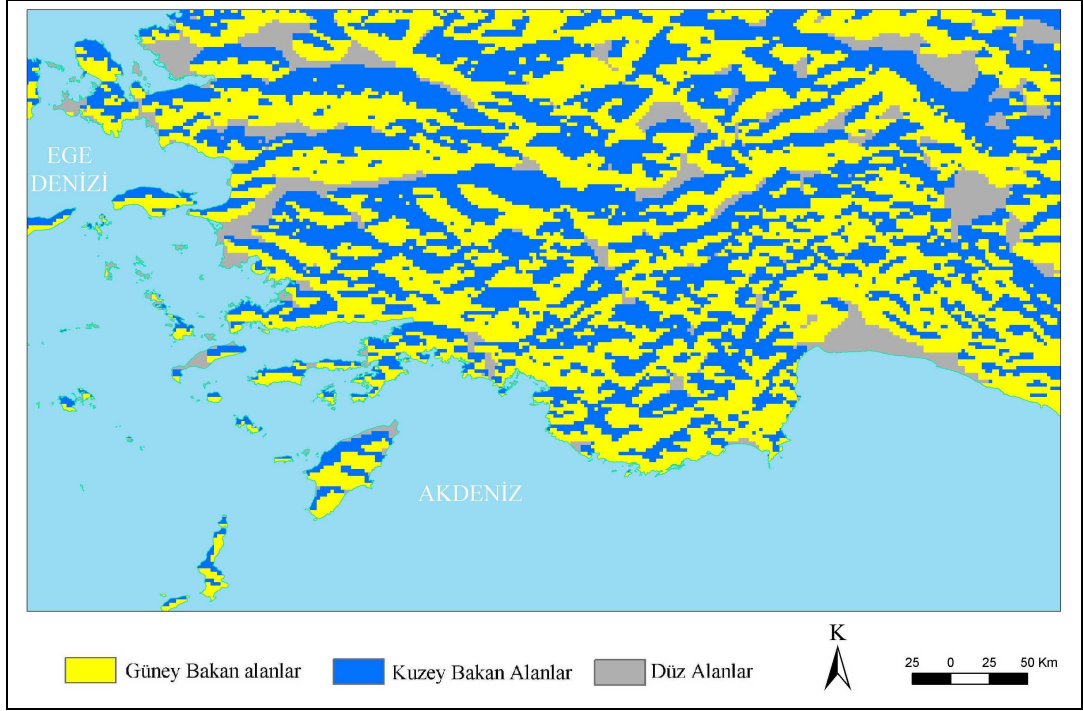 EGE
DENİZİ
AKDENİZ
Güney Bakan alanlar
Kuzey Bakan Alanlar
Düz Alanlar
K
25 0 25 50 Km